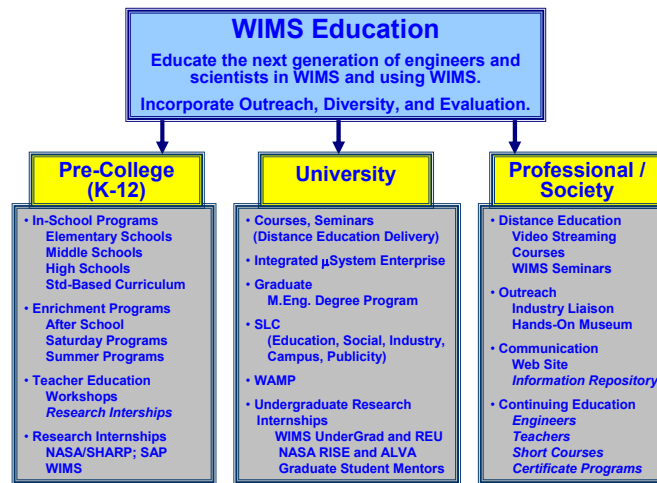 WIMS Education
Educate the next generation of engineers and
scientists in WIMS and using WIMS.
Incorporate Outreach, Diversity, and Evaluation.
Pre-College
(K-12)
• In-School Programs
Elementary Schools
Middle Schools
High Schools
Std-Based Curriculum
• Enrichment Programs
After School
Saturday Programs
Summer Programs
• Teacher Education
Workshops
Research Interships
• Research Internships
NASA/SHARP; SAP
WIMS
University
• Courses, Seminars
(Distance Education Delivery)
• Integrated μSystem Enterprise
• Graduate
M.Eng. Degree Program
• SLC
(Education, Social, Industry,
Campus, Publicity)
• WAMP
• Undergraduate Research
Internships
WIMS UnderGrad and REU
NASA RISE and ALVA
Graduate Student Mentors
Professional /
Society
• Distance Education
Video Streaming
Courses
WIMS Seminars
• Outreach
Industry Liaison
Hands-On Museum
• Communication
Web Site
Information Repository
• Continuing Education
Engineers
Teachers
Short Courses
Certificate Programs